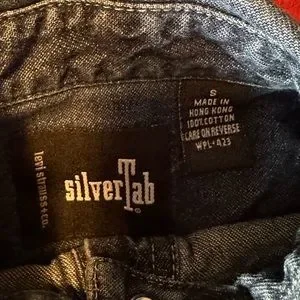 S
MADE IN
HONG KONG
100% COTTON
CARE ON REVERSE
WPL·423
silverTab®
levi strauss & co.